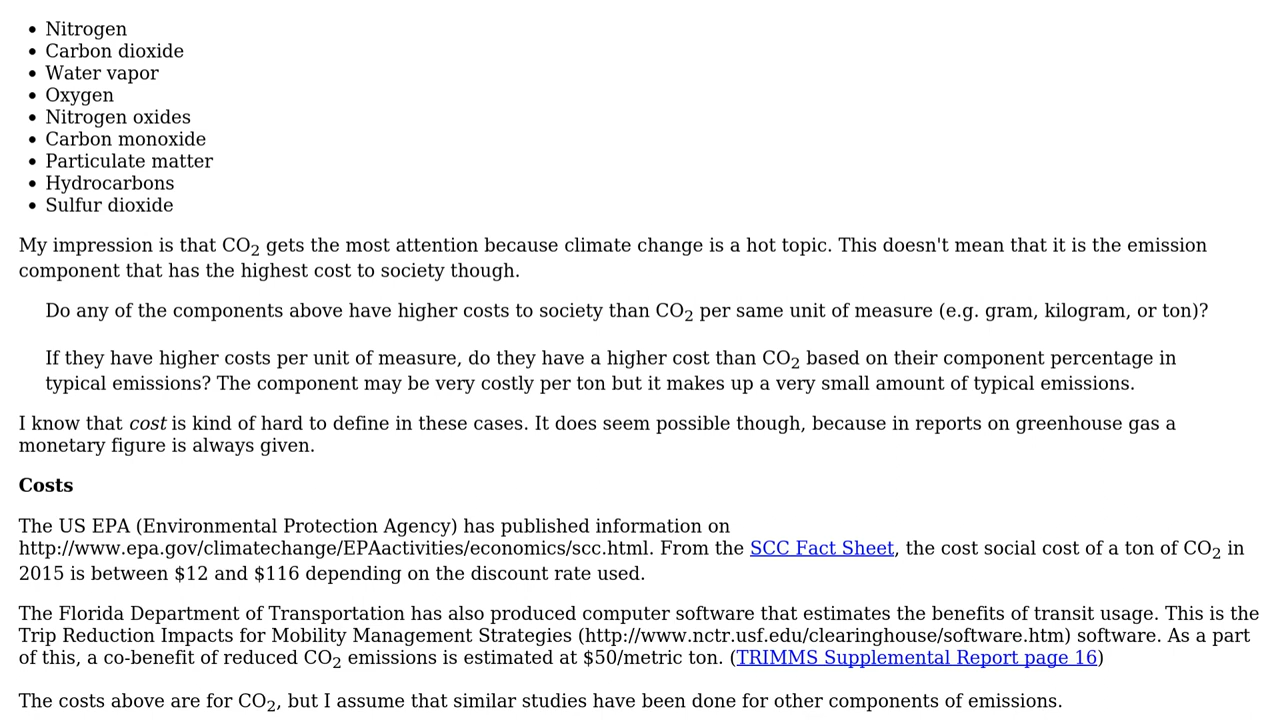 • Nitrogen
• Carbon dioxide
• Water vapor
• Oxygen
• Nitrogen oxides
• Carbon monoxide
• Particulate matter
• Hydrocarbons
• Sulfur dioxide
My impression is that CO₂ gets the most attention because climate change is a hot topic. This doesn't mean that it is the emission
component that has the highest cost to society though.
Do any of the components above have higher costs to society than CO₂ per same unit of measure (e.g. gram, kilogram, or ton)?
If they have higher costs per unit of measure, do they have a higher cost than CO₂ based on their component percentage in
typical emissions? The component may be very costly per ton but it makes up a very small amount of typical emissions.
I know that cost is kind of hard to define in these cases. It does seem possible though, because in reports on greenhouse gas a
monetary figure is always given.
Costs
The US EPA (Environmental Protection Agency) has published information on
http://www.epa.gov/climatechange/EPAactivities/economics/scc.html. From the SCC Fact Sheet, the cost social cost of a ton of CO₂ in
2015 is between $12 and $116 depending on the discount rate used.
The Florida Department of Transportation has also produced computer software that estimates the benefits of transit usage. This is the
Trip Reduction Impacts for Mobility Management Strategies (http://www.nctr.usf.edu/clearinghouse/software.htm) software. As a part
of this, a co-benefit of reduced CO₂ emissions is estimated at $50/metric ton. (TRIMMS Supplemental Report page 16)
The costs above are for CO₂, but I assume that similar studies have been done for other components of emissions.